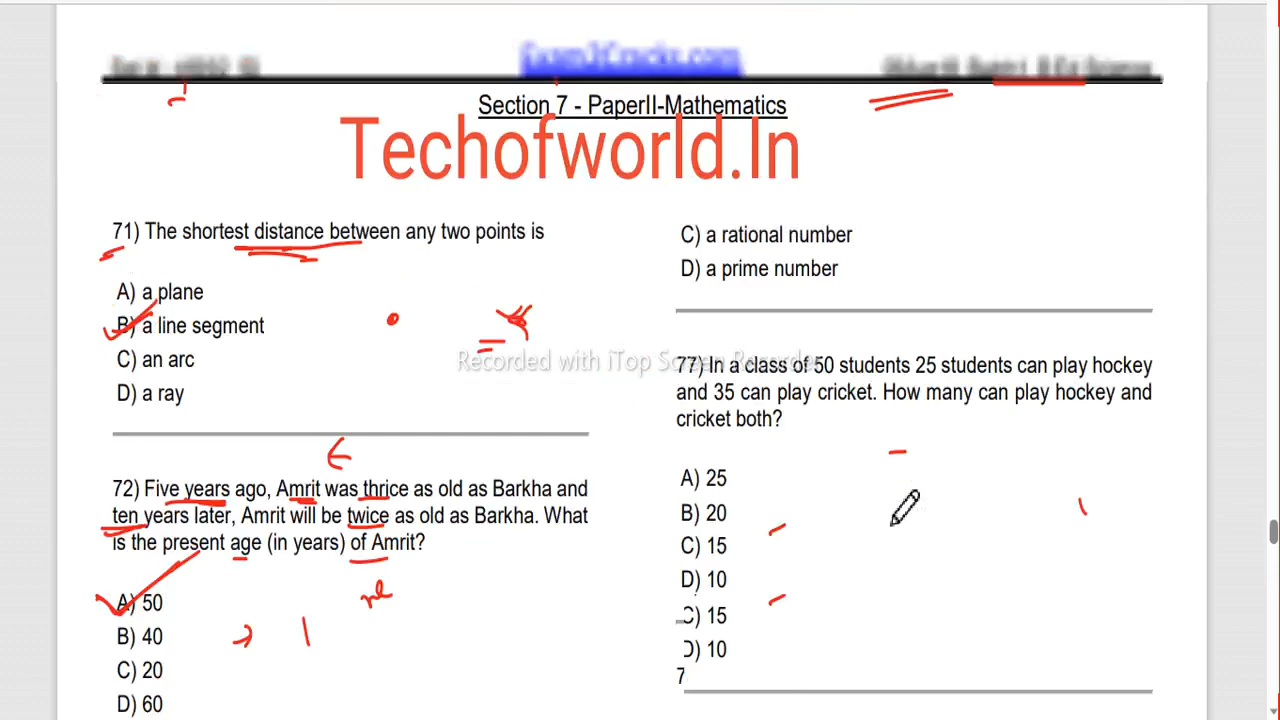 Section 7 - PaperII-Mathematics
Techofworld.In
71) The shortest distance between any two points is
A) a plane
B) a line segment
C) an arc
D) a ray
72) Five years ago, Amrit was thrice as old as Barkha and
ten years later, Amrit will be twice as old as Barkha. What
is the present age (in years) of Amrit?
A) 50
B) 40
C) 20
D) 60
C) a rational number
D) a prime number
Recorded with iTop Screen Recorder
77) In a class of 50 students 25 students can play hockey
and 35 can play cricket. How many can play hockey and
cricket both?
A) 25
B) 20
C) 15
D) 10
C) 15
D) 10
7